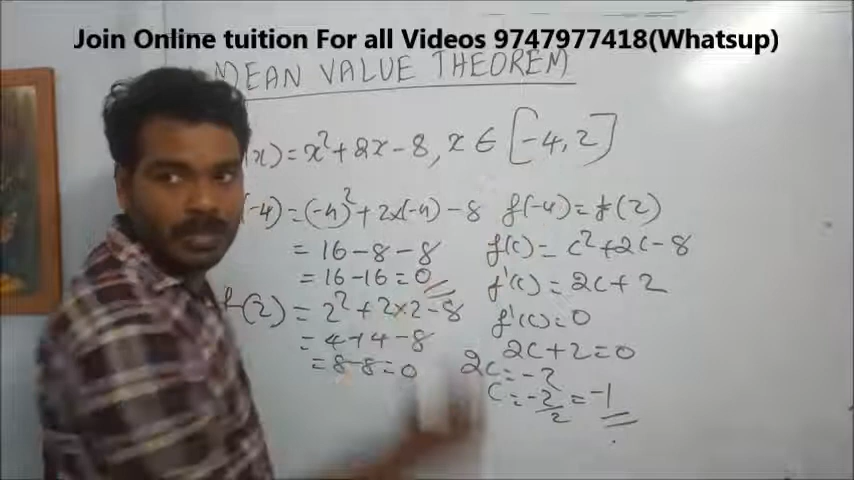 Join Online tuition For all Videos 9747977418(Whatsup)
MEAN VALUE THEOREM
(x) = x² + 2x - 8, x ∈ [-4, 2]
(-4) = (-4)² + 2×(-4) - 8
= 16 - 8 - 8
= 16 - 16 = 0
f(2) = 2² + 2×2 - 8
= 4 + 4 - 8
= 8 - 8 = 0
f(-4) = f(2)
f(c) = c² + 2c - 8
f'(c) = 2c + 2
f'(c) = 0
2c + 2 = 0
2c = -2
c = -2/2 = -1